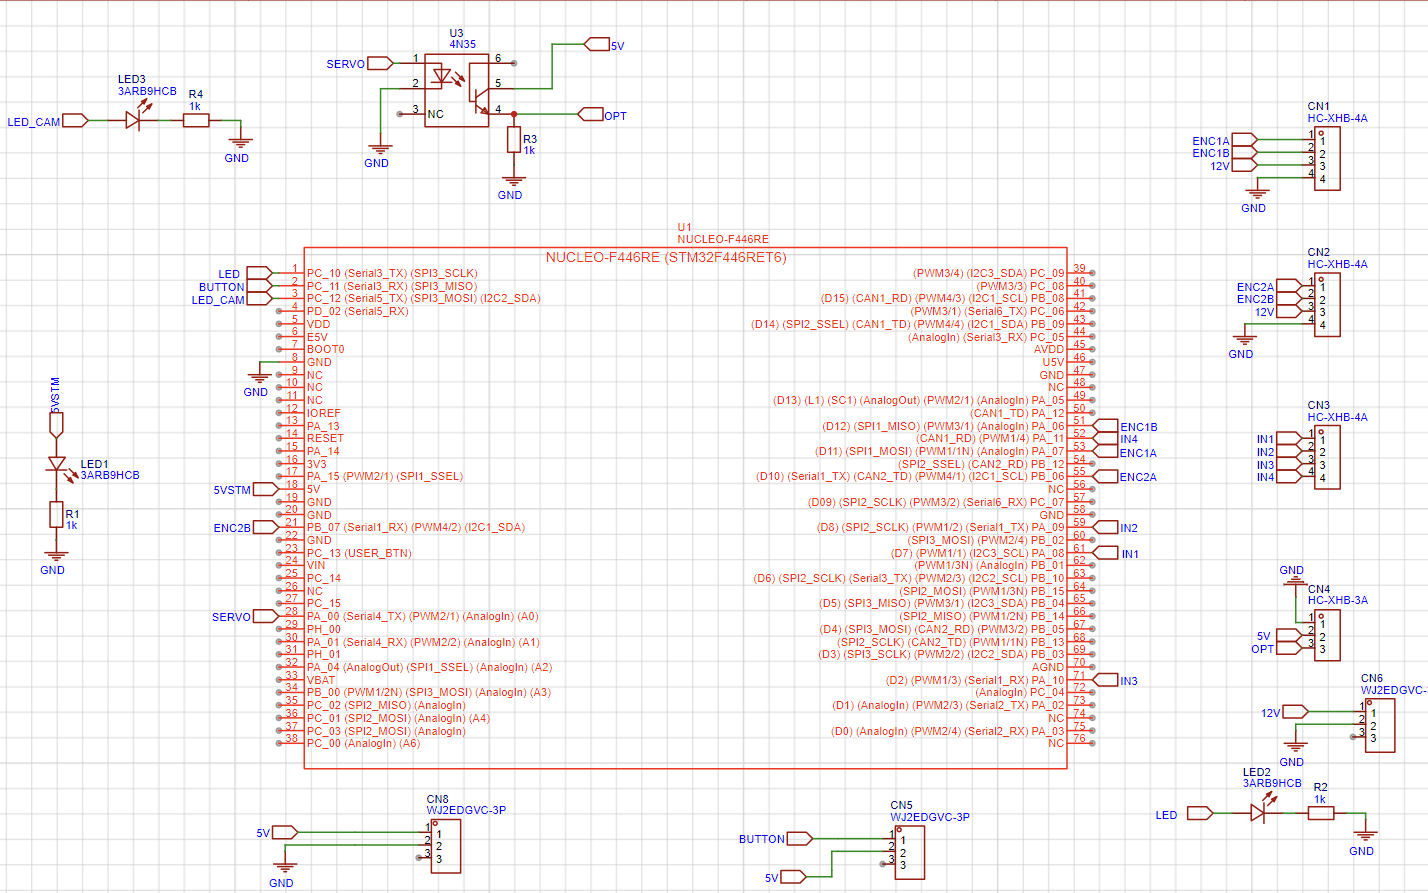 U3
4N35
SERVO
1
2
3
NC
6
5
4
5V
OPT
R3
1k
GND
GND
LED3
3ARB9HCB
R4
1k
LED_CAM
GND
CN1
HC-XHB-4A
ENC1A
ENC1B
12V
1
2
3
4
1
2
3
4
GND
CN2
HC-XHB-4A
ENC2A
ENC2B
12V
1
2
3
4
1
2
3
4
GND
CN3
HC-XHB-4A
IN1
IN2
IN3
IN4
1
2
3
4
1
2
3
4
GND
CN4
HC-XHB-3A
5V
OPT
1
2
3
1
2
3
CN6
WJ2EDGVC-
12V
1
2
3
1
2
3
GND
LED2
3ARB9HCB
R2
1k
LED
GND
5VSTM
LED1
3ARB9HCB
R1
1k
GND
U1
NUCLEO-F446RE
NUCLEO-F446RE (STM32F446RET6)
LED 1 PC_10 (Serial3_TX) (SPI3_SCLK)
BUTTON 2 PC_11 (Serial3_RX) (SPI3_MISO)
LED_CAM 3 PC_12 (Serial5_TX) (SPI3_MOSI) (I2C2_SDA)
4 PD_02 (Serial5_RX)
5 VDD
6 E5V
7 BOOT0
8 GND
GND
9 NC
10 NC
11 NC
12 IOREF
13 PA_13
14 RESET
15 PA_14
16 3V3
17 PA_15 (PWM2/1) (SPI1_SSEL)
5VSTM 18 5V
19 GND
20 GND
ENC2B 21 PB_07 (Serial1_RX) (PWM4/2) (I2C1_SDA)
22 GND
23 PC_13 (USER_BTN)
24 VIN
25 PC_14
26 NC
27 PC_15
SERVO 28 PA_00 (Serial4_TX) (PWM2/1) (AnalogIn) (A0)
29 PH_00
30 PA_01 (Serial4_RX) (PWM2/2) (AnalogIn) (A1)
31 PH_01
32 PA_04 (AnalogOut) (SPI1_SSEL) (AnalogIn) (A2)
33 VBAT
34 PB_00 (PWM1/2N) (SPI3_MOSI) (AnalogIn) (A3)
35 PC_02 (SPI2_MISO) (AnalogIn)
36 PC_01 (SPI2_MOSI) (AnalogIn) (A4)
37 PC_03 (SPI2_MOSI) (AnalogIn)
38 PC_00 (AnalogIn) (A6)
(PWM3/4) (I2C3_SDA) PC_09 39
(PWM3/3) PC_08 40
(D15) (CAN1_RD) (PWM4/3) (I2C1_SCL) PB_08 41
(PWM3/1) (Serial6_TX) PC_06 42
(D14) (SPI2_SSEL) (CAN1_TD) (PWM4/4) (I2C1_SDA) PB_09 43
(AnalogIn) (Serial3_RX) PC_05 44
AVDD 45
U5V 46
GND 47
NC 48
(D13) (L1) (SC1) (AnalogOut) (PWM2/1) (AnalogIn) PA_05 49
(CAN1_TD) PA_12 50
(D12) (SPI1_MISO) (PWM3/1) (AnalogIn) PA_06 51 ENC1B
(CAN1_RD) (PWM1/4) PA_11 52 IN4
(D11) (SPI1_MOSI) (PWM1/1N) (AnalogIn) PA_07 53 ENC1A
(SPI2_SSEL) (CAN2_RD) PB_12 54
(D10) (Serial1_TX) (CAN2_TD) (PWM4/1) (I2C1_SCL) PB_06 55 ENC2A
NC 56
(D09) (SPI2_SCLK) (PWM3/2) (Serial6_RX) PC_07 57
GND 58
(D8) (SPI2_SCLK) (PWM1/2) (Serial1_TX) PA_09 59 IN2
(SPI3_MOSI) (PWM2/4) PB_02 60
(D7) (PWM1/1) (I2C3_SCL) PA_08 61 IN1
(PWM1/3N) (AnalogIn) PB_01 62
(D6) (SPI2_SCLK) (Serial3_TX) (PWM2/3) (I2C2_SCL) PB_10 63
(SPI2_MOSI) (PWM1/3N) PB_15 64
(D5) (SPI3_MISO) (PWM3/1) (I2C3_SDA) PB_04 65
(SPI2_MISO) (PWM1/2N) PB_14 66
(D4) (SPI3_MOSI) (CAN2_RD) (PWM3/2) PB_05 67
(SPI2_SCLK) (CAN2_TD) (PWM1/1N) PB_13 68
(D3) (SPI3_SCLK) (PWM2/2) (I2C2_SDA) PB_03 69
AGND 70
(D2) (PWM1/3) (Serial1_RX) PA_10 71 IN3
(AnalogIn) PC_04 72
(D1) (AnalogIn) (PWM2/3) (Serial2_TX) PA_02 73
NC 74
(D0) (AnalogIn) (PWM2/4) (Serial2_RX) PA_03 75
NC 76
CN8
WJ2EDGVC-3P
5V
1
2
3
1
2
3
GND
CN5
WJ2EDGVC-3P
BUTTON
5V
1
2
3
1
2
3